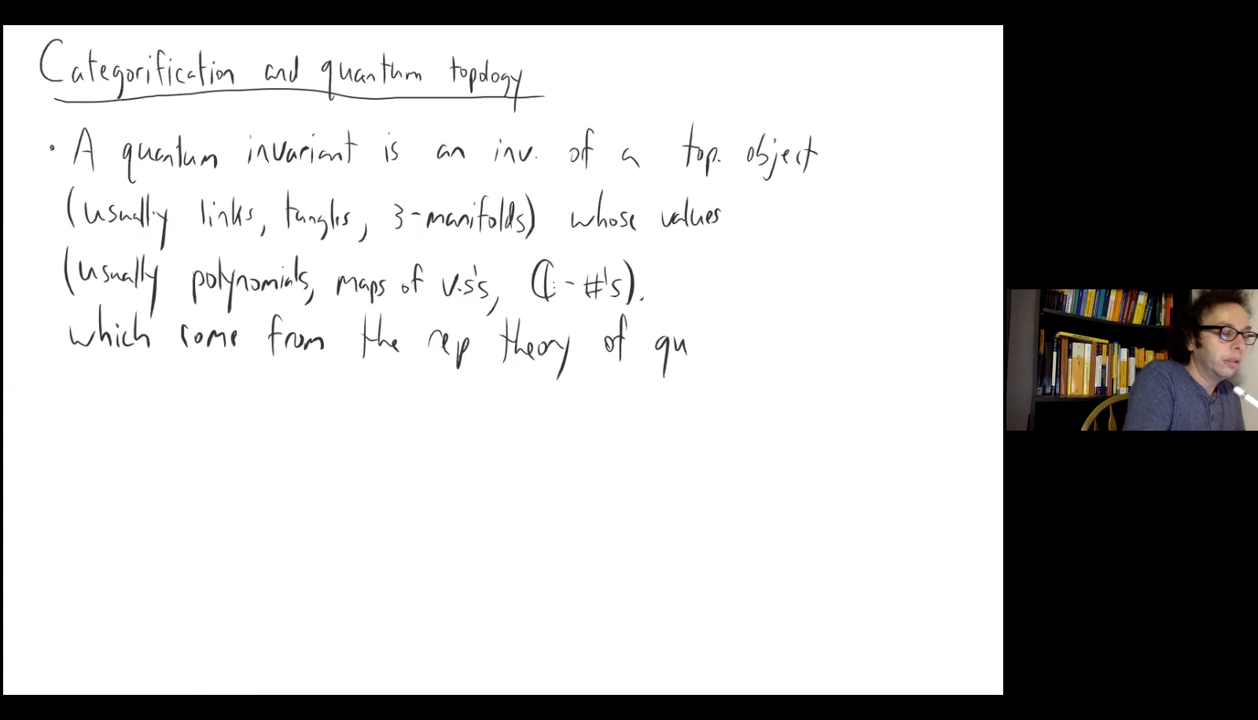 Categorification and quantum topology
· A quantum invariant is an inv. of a top. object
(usually links, tangles, 3-manifolds) whose values
(usually polynomials, maps of v.s's, ℂ-#'s).
which come from the rep theory of qu